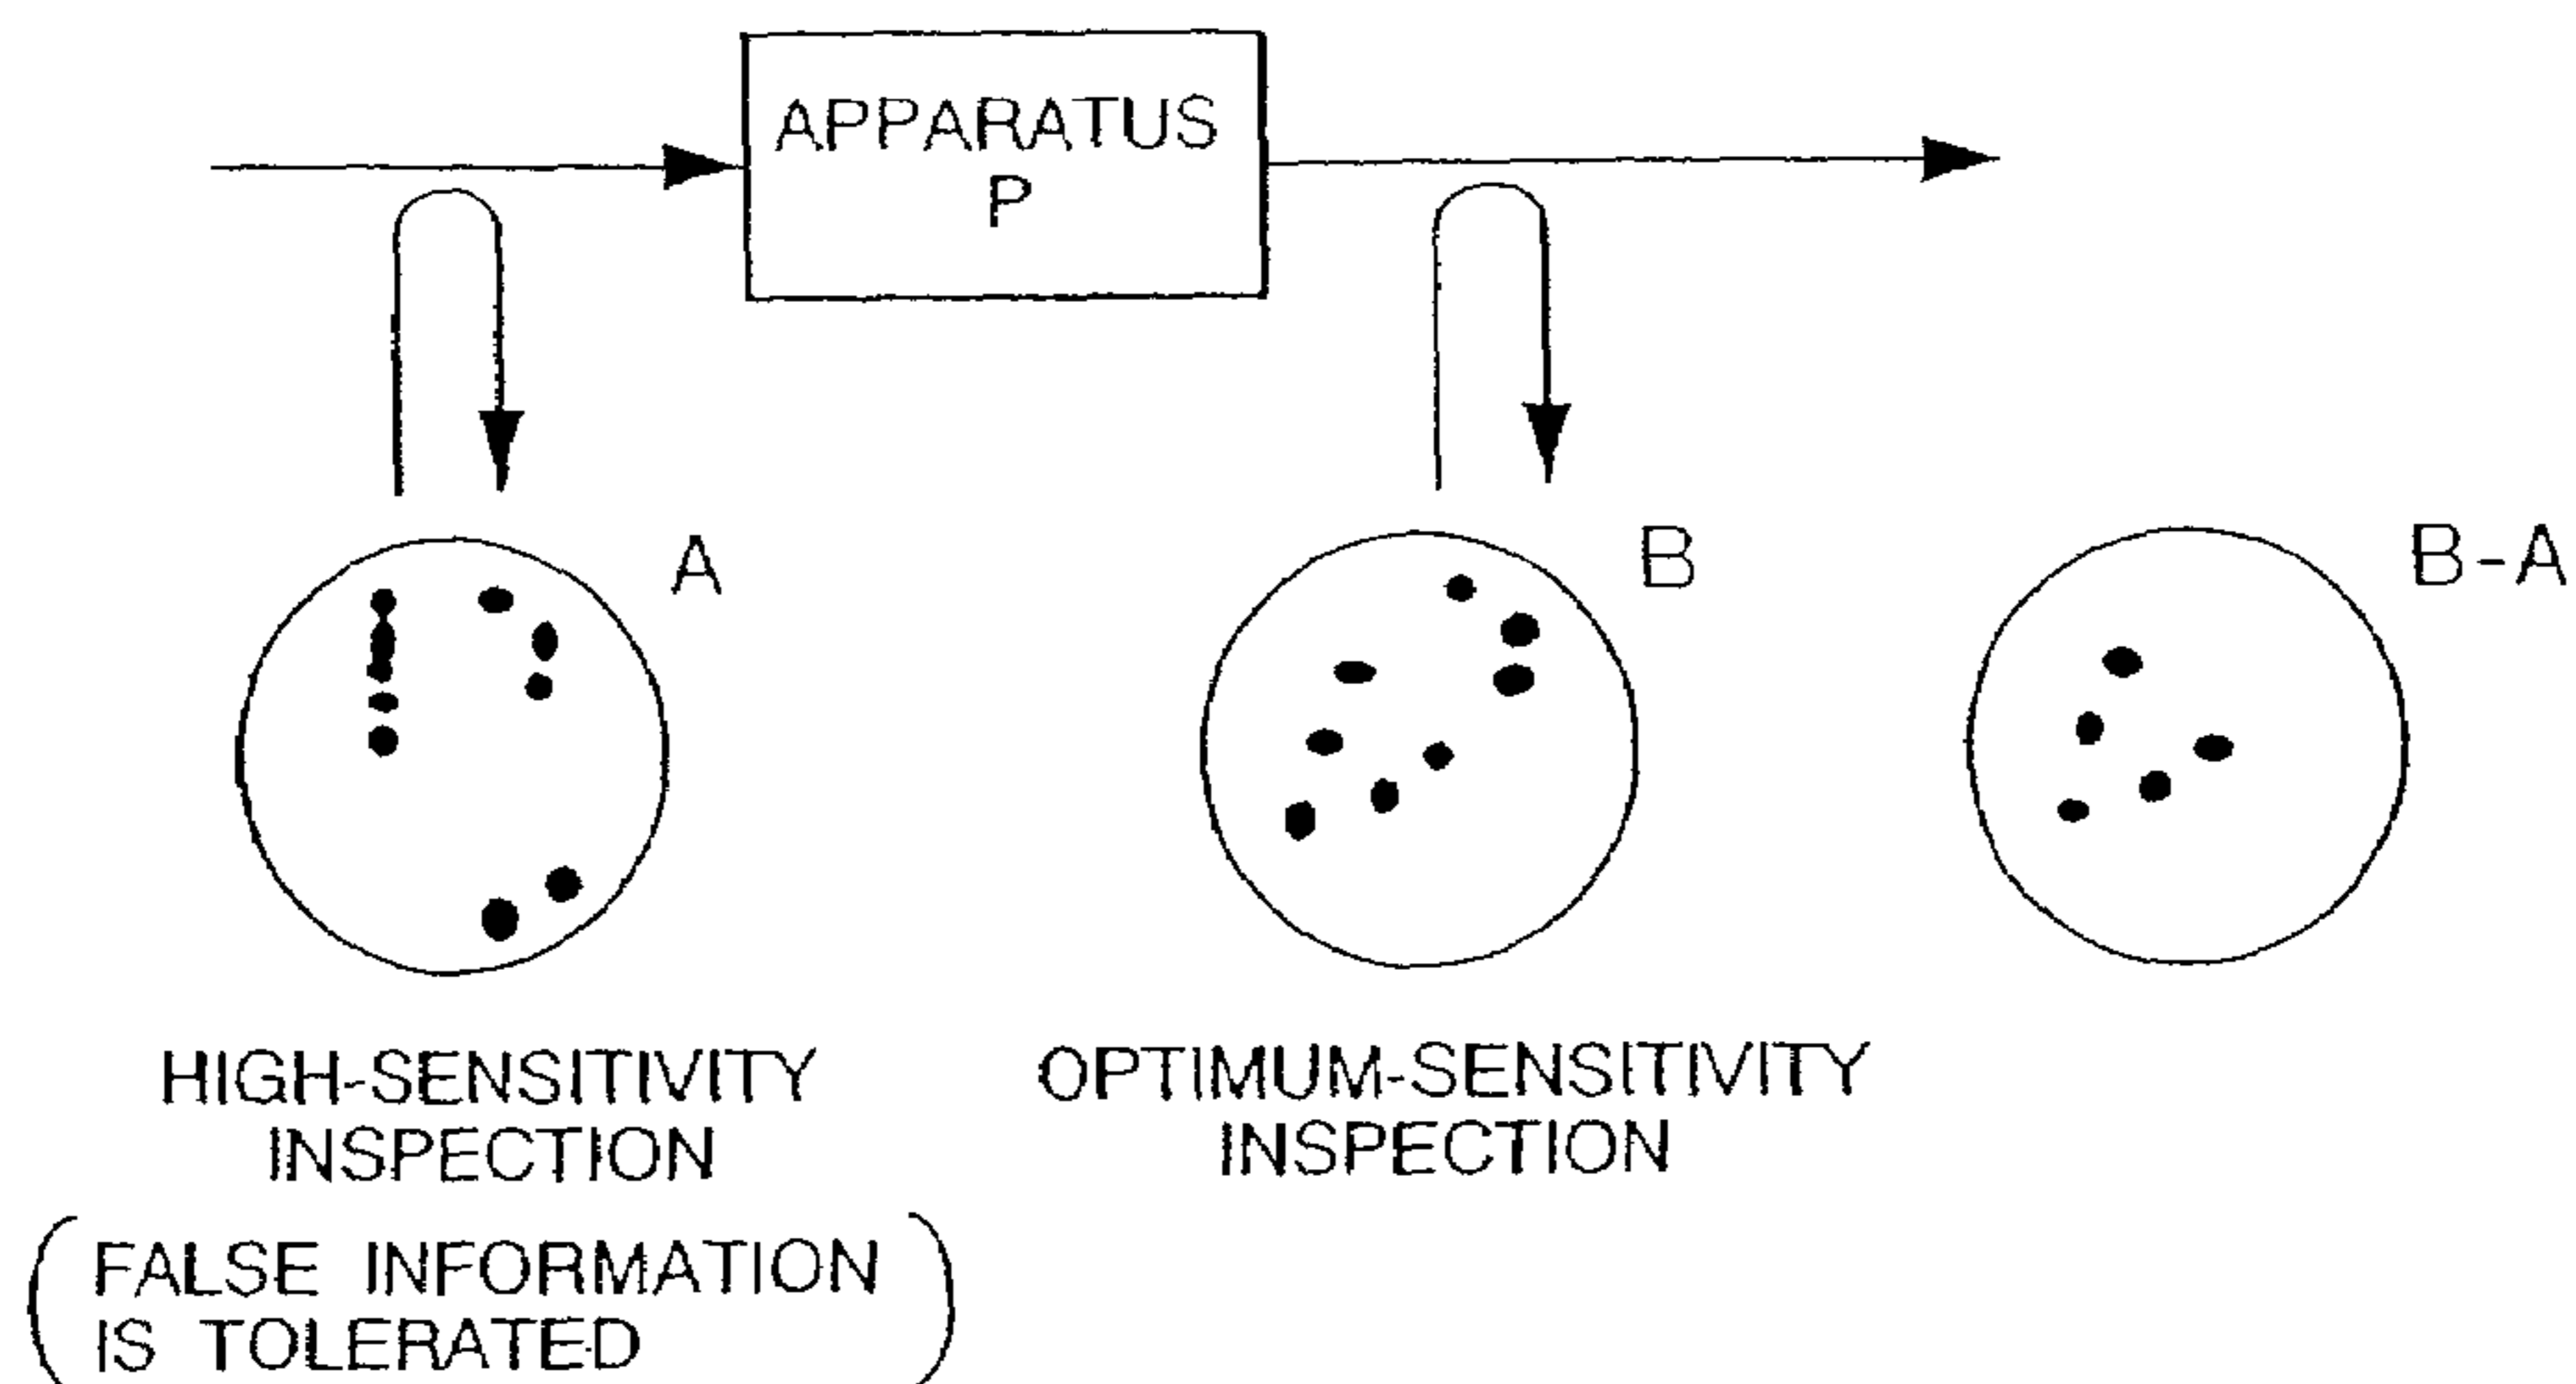 APPARATUS
P
A
B
B-A
HIGH-SENSITIVITY
INSPECTION
(FALSE INFORMATION
IS TOLERATED)
OPTIMUM-SENSITIVITY
INSPECTION